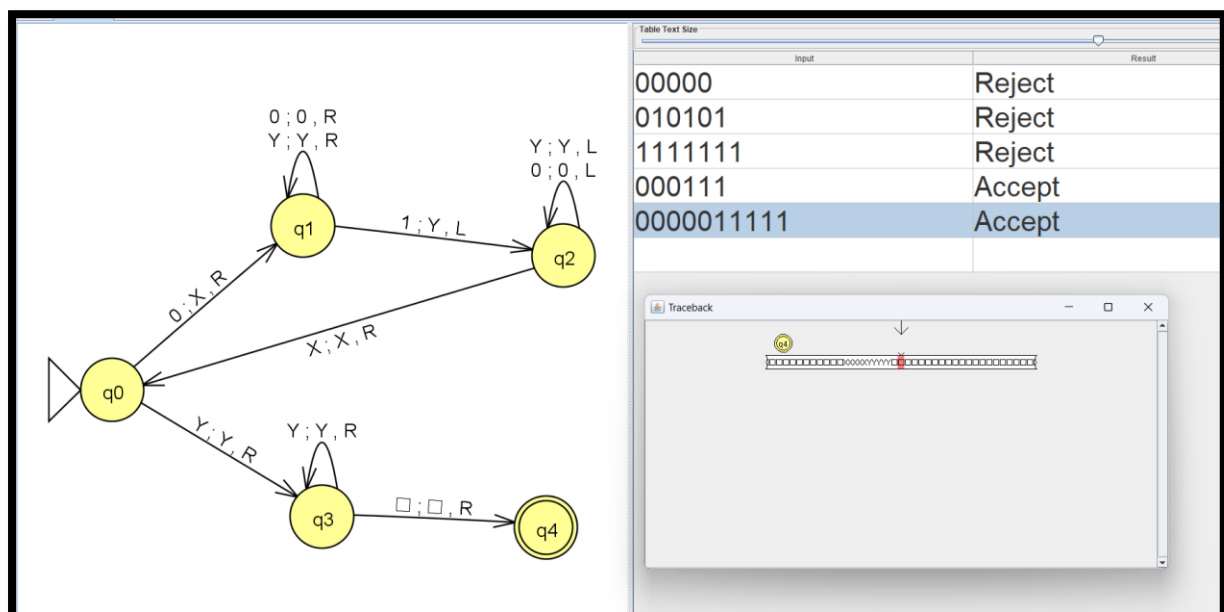 Table Text Size
Input Result
00000 Reject
010101 Reject
1111111 Reject
000111 Accept
0000011111 Accept
0 ; 0 , R
Y ; Y , R
Y ; Y , L
0 ; 0 , L
q1
1 ; Y , L
q2
0 ; X , R
X ; X , R
q0
Y ; Y , R
Y ; Y , R
q3
□ ; □ , R
q4
Traceback
q4
XXXXXYYYYY